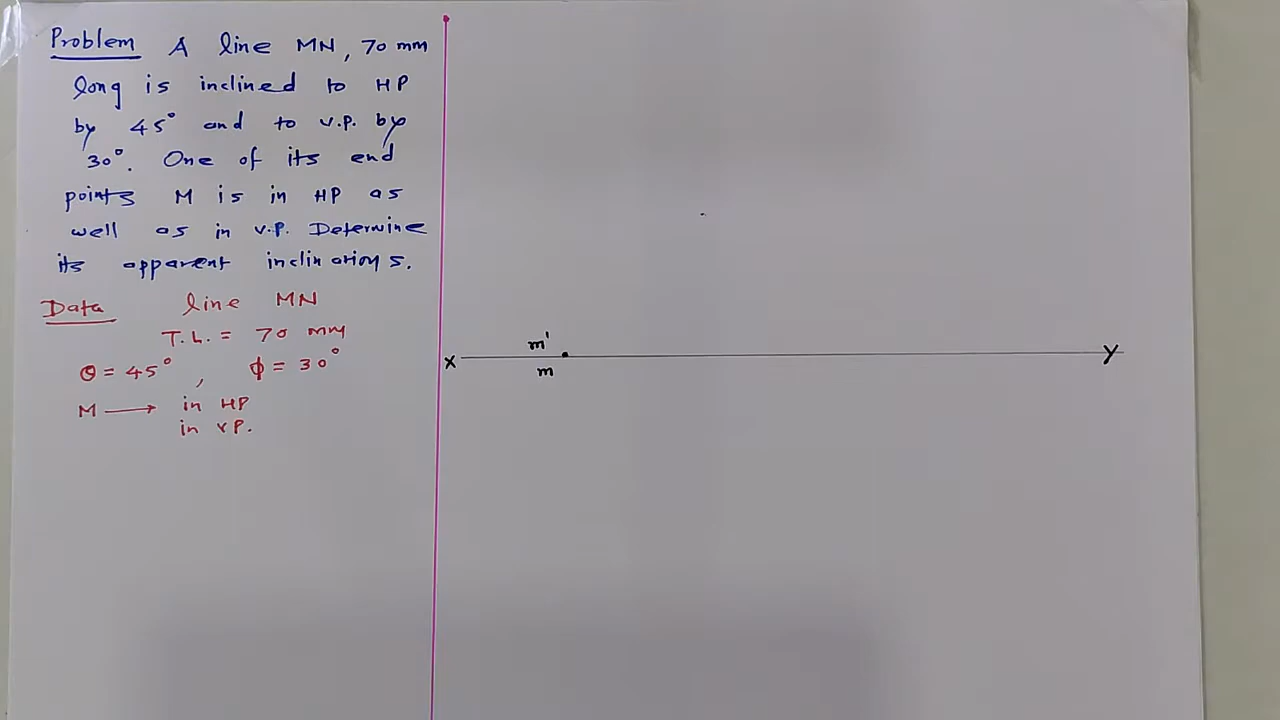 Problem A line MN, 70 mm
long is inclined to HP
by 45° and to v.p. by
30°. One of its end
points M is in HP as
well as in v.p. Determine
its apparent inclinations.
Data line MN
T.L. = 70 mm
θ = 45°, ϕ = 30°
M → in HP
in v.P.
m'
X Y
m